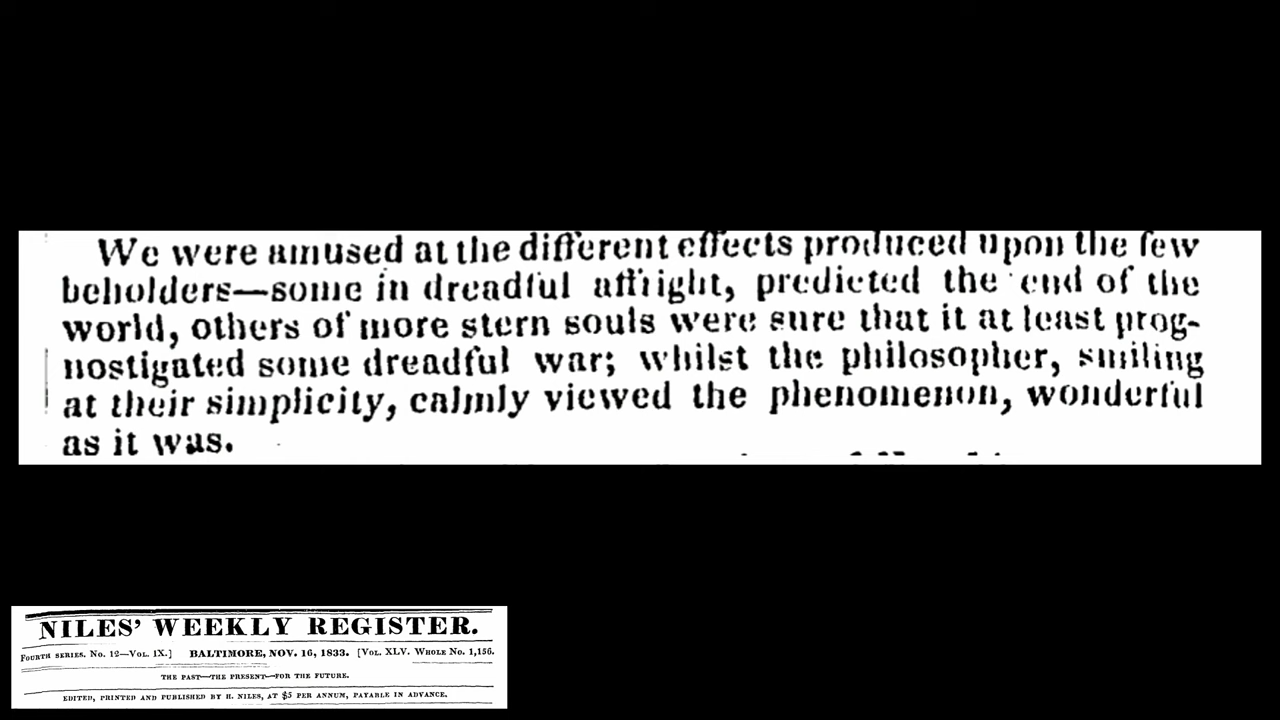 We were amused at the different effects produced upon the few
beholders—some in dreadful affright, predicted the end of the
world, others of more stern souls were sure that it at least prog-
nostigated some dreadful war; whilst the philosopher, smiling
at their simplicity, calmly viewed the phenomenon, wonderful
as it was.
NILES' WEEKLY REGISTER.
FOURTH SERIES. No. 12—VOL. IX.] BALTIMORE, NOV. 16, 1833. [VOL. XLV. WHOLE NO. 1,156.
THE PAST—THE PRESENT—FOR THE FUTURE.
EDITED, PRINTED AND PUBLISHED BY H. NILES, AT $5 PER ANNUM, PAYABLE IN ADVANCE.